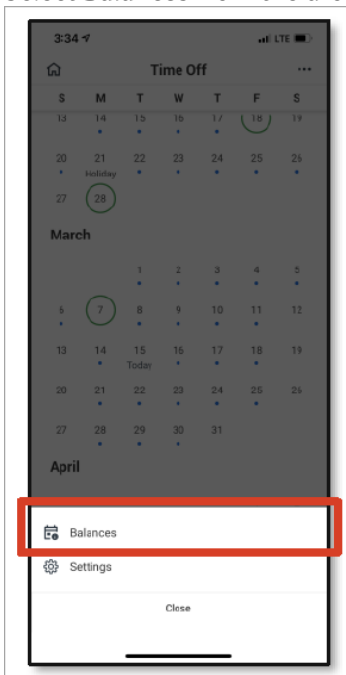 3:34 LTE
Time Off ...
S M T W T F S
13 14 15 16 17 18 19
20 21 22 23 24 25 26
Holiday
27 28
March
1 2 3 4 5
6 7 8 9 10 11 12
13 14 15 16 17 18 19
Today
20 21 22 23 24 25 26
27 28 29 30 31
April
Balances
Settings
Close